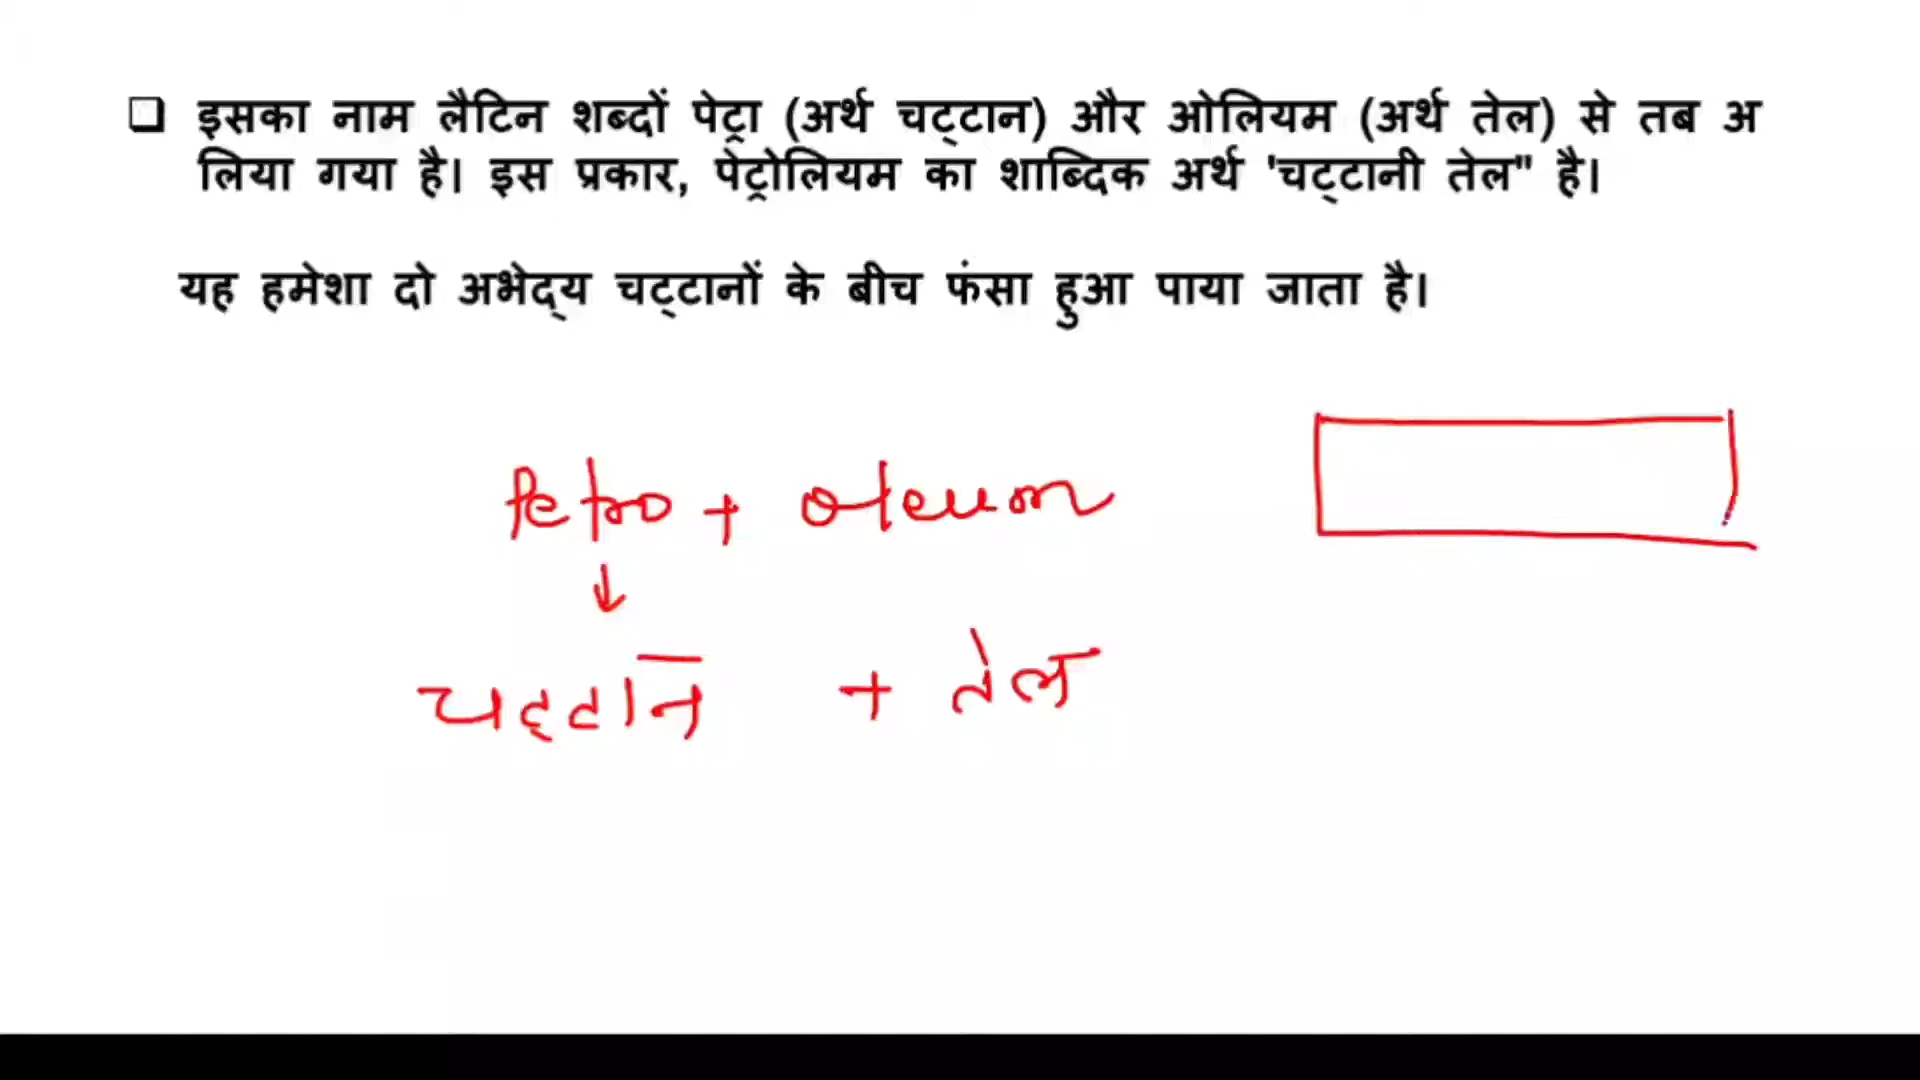 ❑ इसका नाम लैटिन शब्दों पेट्रा (अर्थ चट्टान) और ओलियम (अर्थ तेल) से तब अ
लिया गया है। इस प्रकार, पेट्रोलियम का शाब्दिक अर्थ 'चट्टानी तेल" है।
यह हमेशा दो अभेद्य चट्टानों के बीच फंसा हुआ पाया जाता है।
Petro + oleum
↓
चट्टान + तेल